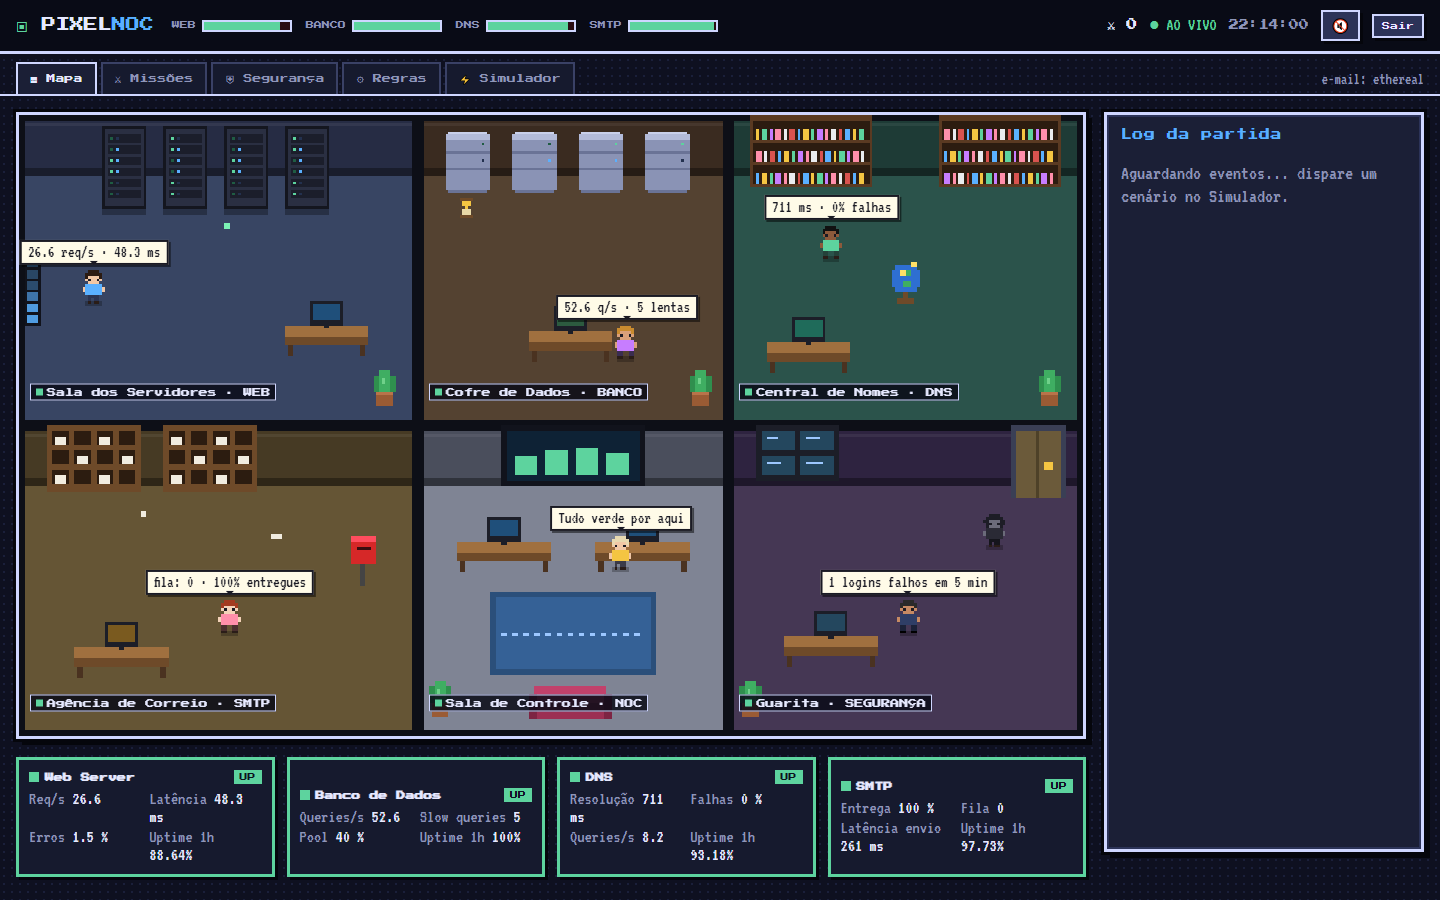 PIXELNOC
WEB
BANCO
DNS
SMTP
0
AO VIVO
22:14:00
Sair
Mapa
Missões
Segurança
Regras
Simulador
e-mail: ethereal
26.6 req/s · 48.3 ms
Sala dos Servidores · WEB
52.6 q/s · 5 lentas
Cofre de Dados · BANCO
711 ms · 0% falhas
Central de Nomes · DNS
fila: 0 · 100% entregues
Agência de Correio · SMTP
Tudo verde por aqui
Sala de Controle · NOC
1 logins falhos em 5 min
Guarita · SEGURANÇA
Log da partida
Aguardando eventos... dispare um
cenário no Simulador.
Web Server
UP
Req/s 26.6
Latência 48.3
ms
Erros 1.5 %
Uptime 1h
88.64%
Banco de Dados
UP
Queries/s 52.6
Slow queries 5
Pool 40 %
Uptime 1h 100%
DNS
UP
Resolução 711
ms
Falhas 0 %
Queries/s 8.2
Uptime 1h
93.18%
SMTP
UP
Entrega 100 %
Fila 0
Latência envio
261 ms
Uptime 1h
97.73%